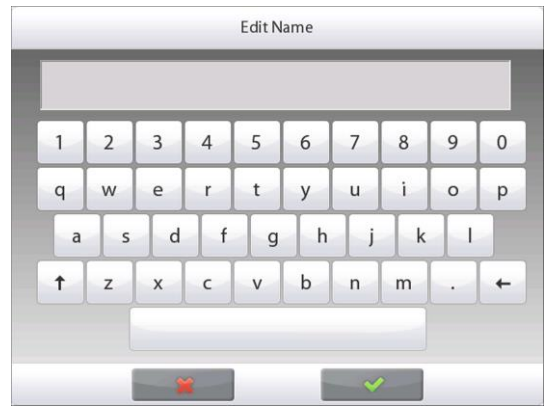 Edit Name
1 2 3 4 5 6 7 8 9 0
q w e r t y u i o p
a s d f g h j k l
↑ z x c v b n m . ←